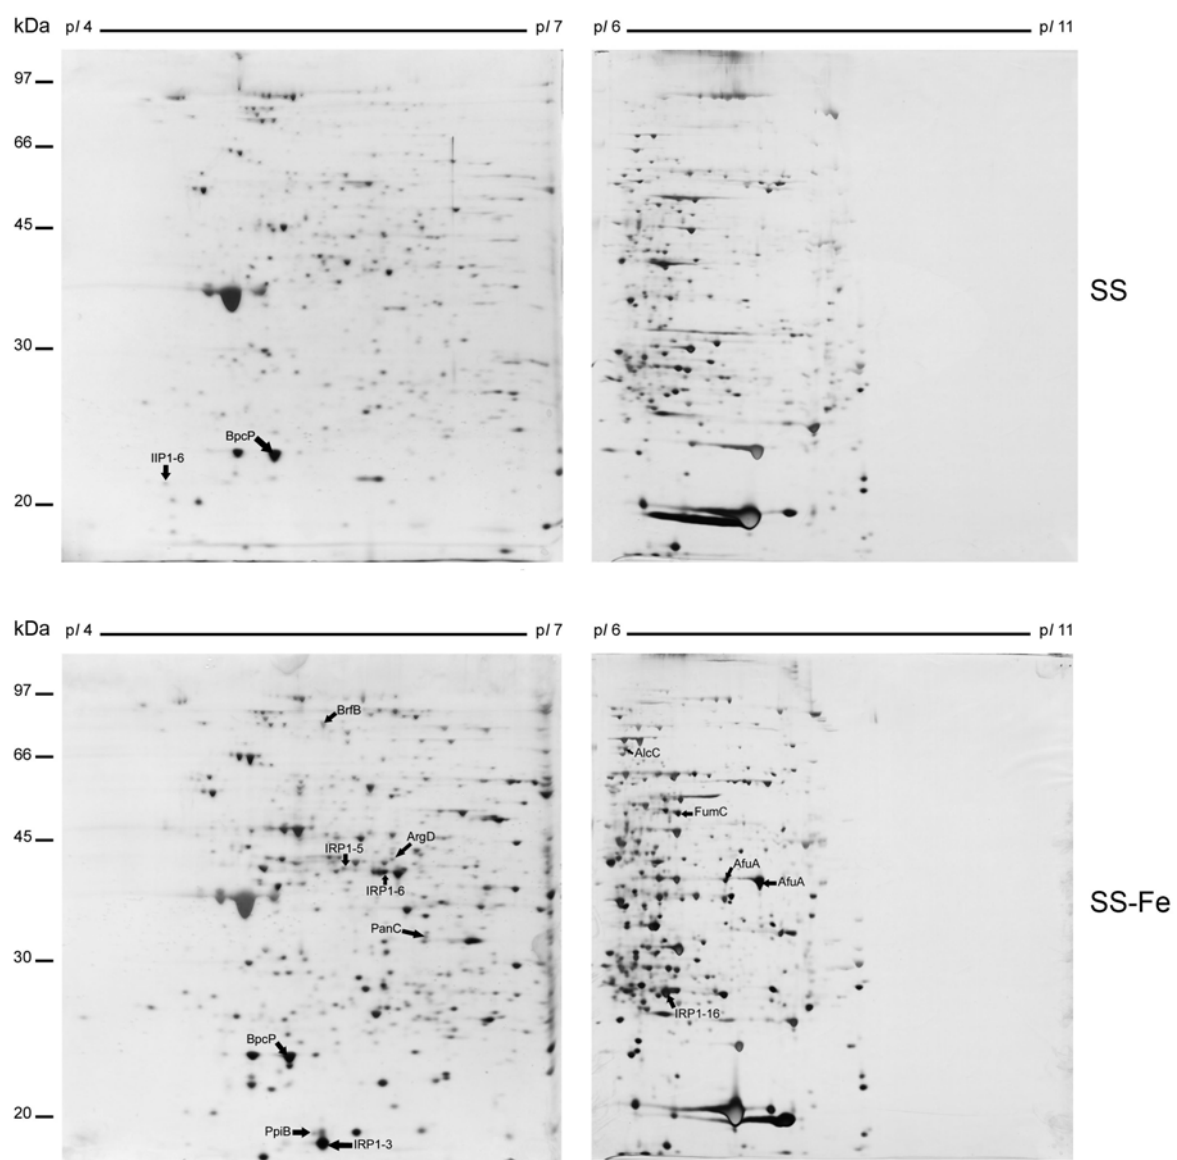 kDa pI 4 pI 7 pI 6 pI 11
97
66
45
30
20
BpcP
IIP1-6
SS
kDa pI 4 pI 7 pI 6 pI 11
97
66
45
30
20
BrfB
ArgD
IRP1-5
IRP1-6
PanC
BpcP
PpiB
IRP1-3
AlcC
FumC
AfuA
AfuA
IRP1-16
SS-Fe